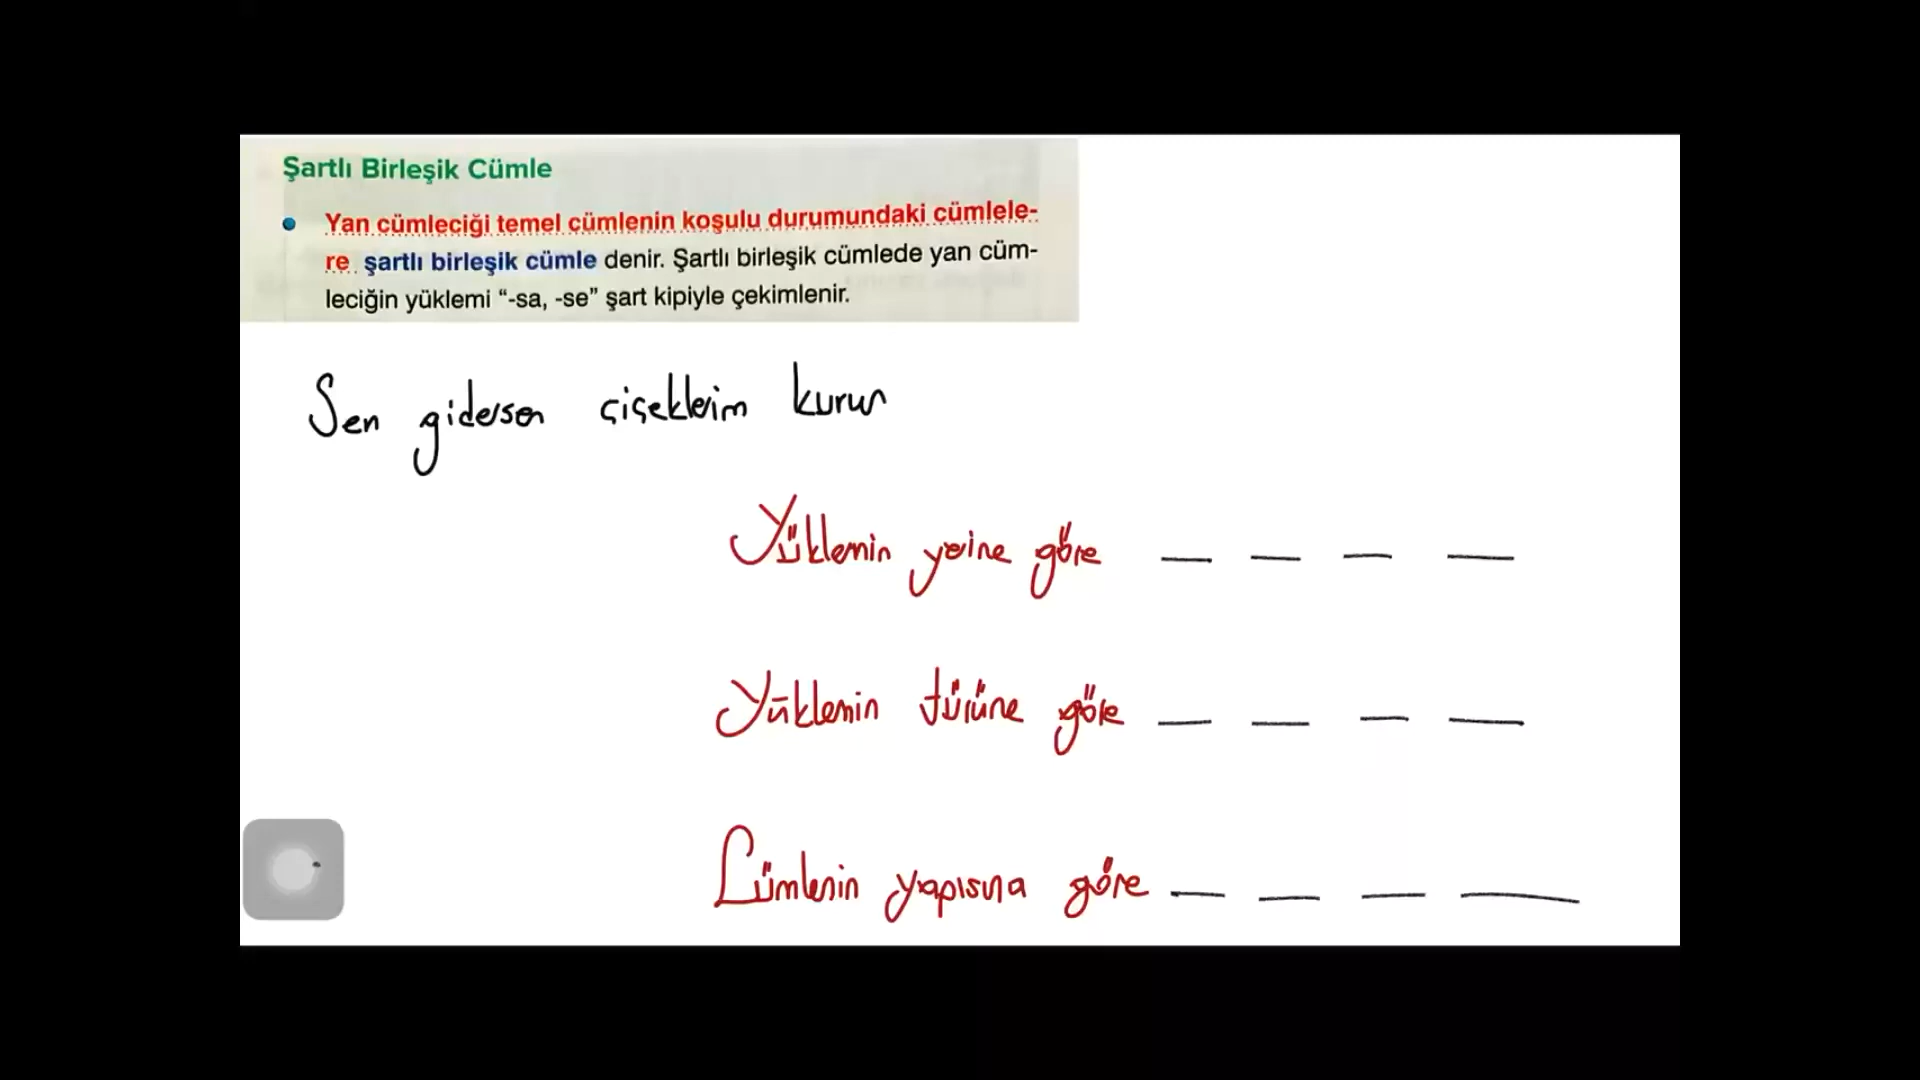 Şartlı Birleşik Cümle
• Yan cümleciği temel cümlenin koşulu durumundaki cümlele-
re şartlı birleşik cümle denir. Şartlı birleşik cümlede yan cüm-
leciğin yüklemi “-sa, -se” şart kipiyle çekimlenir.
Sen gidersen çiçeklerim kurur
Yüklemin yerine göre _ _ _ _
Yüklemin türüne göre _ _ _ _
Cümlenin yapısına göre _ _ _ _